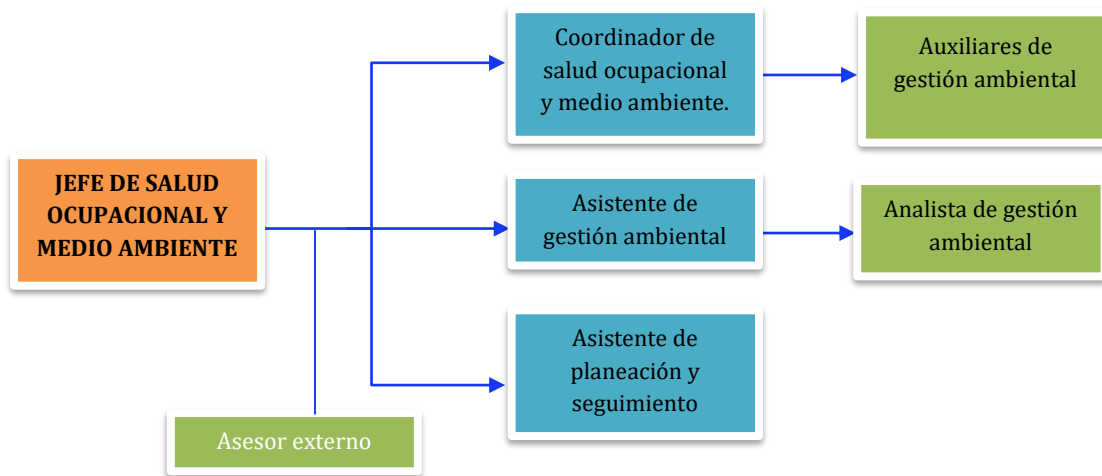 JEFE DE SALUD
OCUPACIONAL Y
MEDIO AMBIENTE
Coordinador de
salud ocupacional
y medio ambiente.
Auxiliares de
gestión ambiental
Asistente de
gestión ambiental
Analista de gestión
ambiental
Asistente de
planeación y
seguimiento
Asesor externo